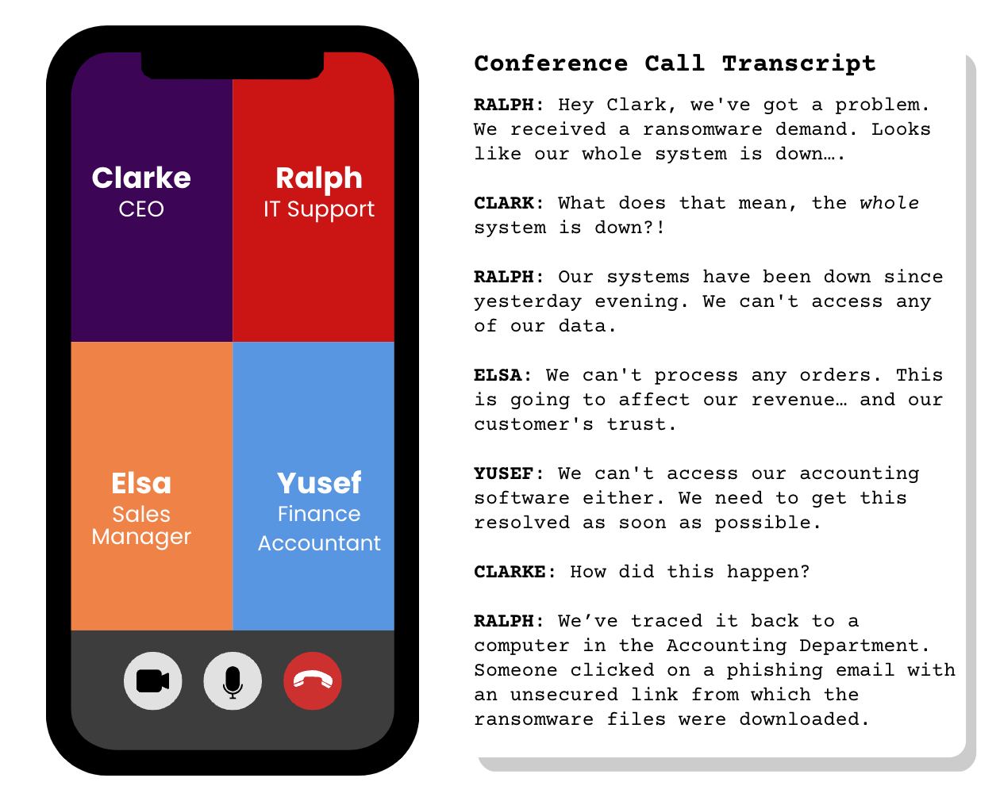 Clarke
CEO
Ralph
IT Support
Elsa
Sales
Manager
Yusef
Finance
Accountant
Conference Call Transcript
RALPH: Hey Clark, we've got a problem.
We received a ransomware demand. Looks
like our whole system is down….
CLARK: What does that mean, the whole
system is down?!
RALPH: Our systems have been down since
yesterday evening. We can't access any
of our data.
ELSA: We can't process any orders. This
is going to affect our revenue… and our
customer's trust.
YUSEF: We can't access our accounting
software either. We need to get this
resolved as soon as possible.
CLARKE: How did this happen?
RALPH: We’ve traced it back to a
computer in the Accounting Department.
Someone clicked on a phishing email with
an unsecured link from which the
ransomware files were downloaded.